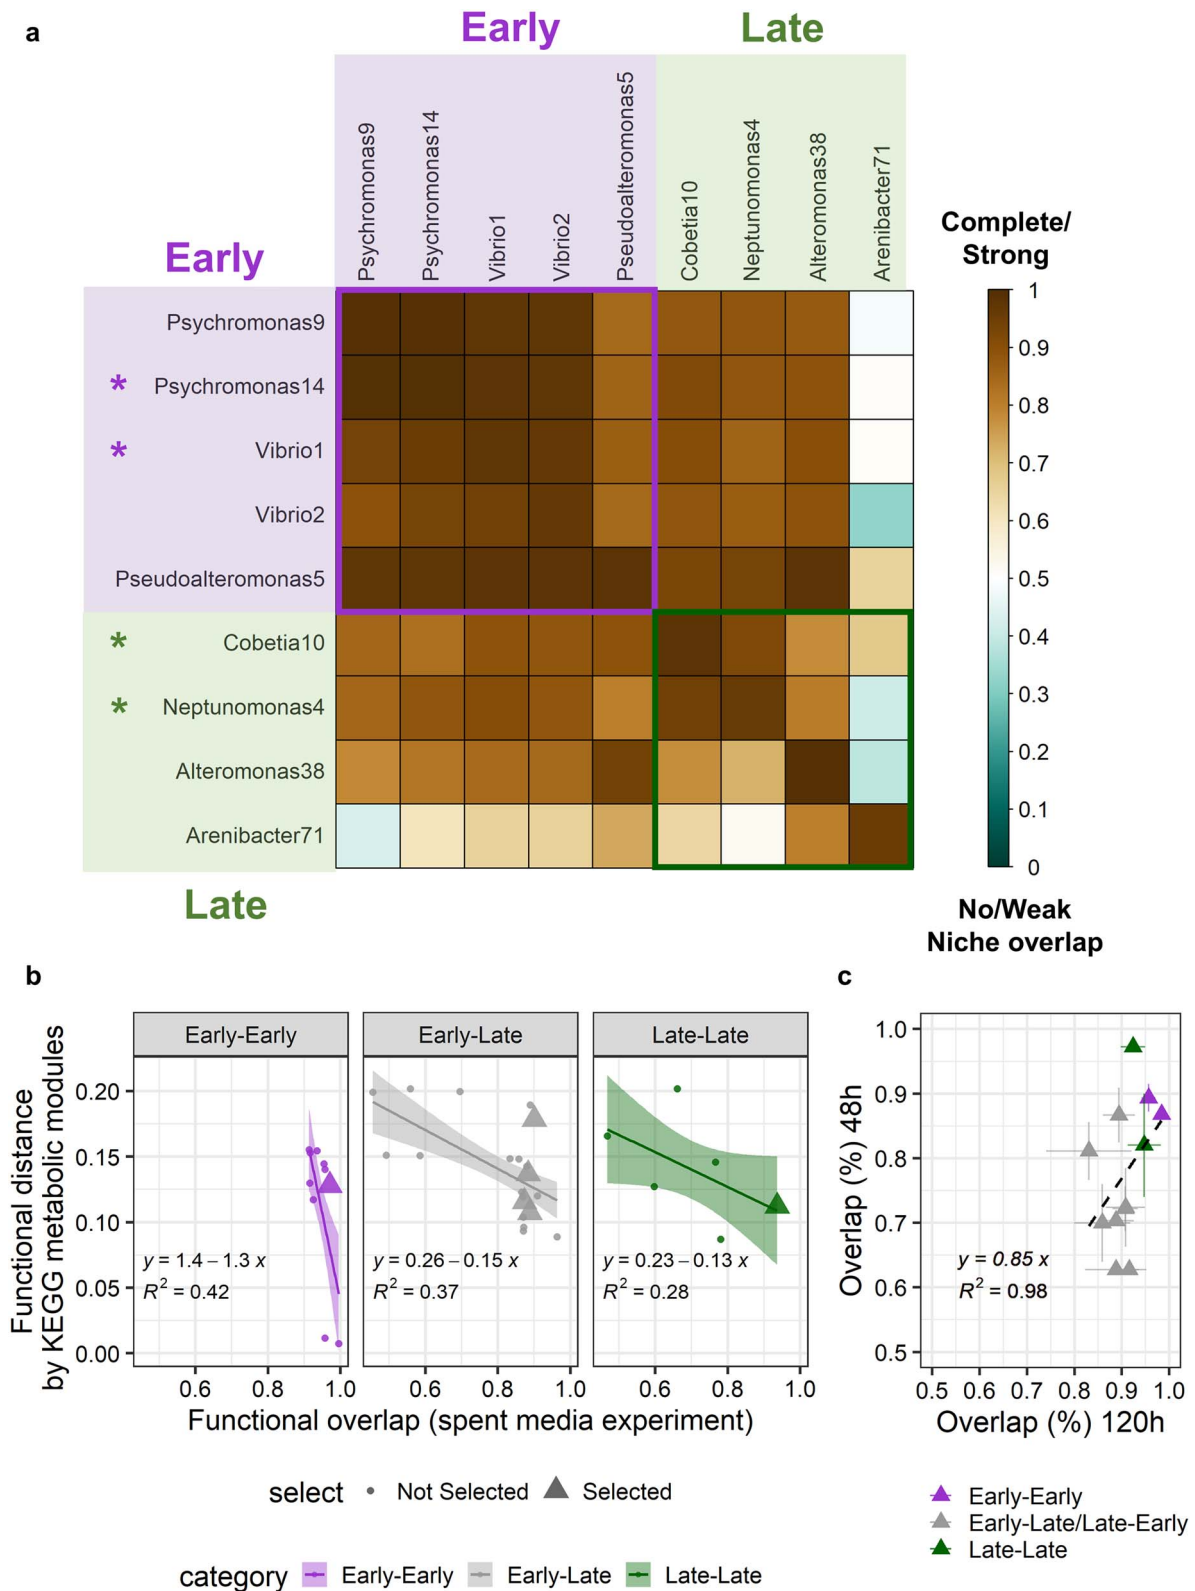 a
Early
Late
Psychromonas9
Psychromonas14
Vibrio1
Vibrio2
Pseudoalteromonas5
Cobetia10
Neptunomonas4
Alteromonas38
Arenibacter71
Early
Psychromonas9
* Psychromonas14
* Vibrio1
Vibrio2
Pseudoalteromonas5
* Cobetia10
* Neptunomonas4
Alteromonas38
Arenibacter71
Late
Complete/
Strong
1
0.9
0.8
0.7
0.6
0.5
0.4
0.3
0.2
0.1
0
No/Weak
Niche overlap
b
Functional distance
by KEGG metabolic modules
0.20
0.15
0.10
0.05
0.00
Early-Early
y = 1.4 – 1.3 x
R² = 0.42
0.6 0.8 1.0
Early-Late
y = 0.26 – 0.15 x
R² = 0.37
0.6 0.8 1.0
Late-Late
y = 0.23 – 0.13 x
R² = 0.28
0.6 0.8 1.0
Functional overlap (spent media experiment)
select Not Selected Selected
category Early-Early Early-Late Late-Late
c
Overlap (%) 48h
1.0
0.9
0.8
0.7
0.6
0.5
y = 0.85 x
R² = 0.98
0.5 0.6 0.7 0.8 0.9 1.0
Overlap (%) 120h
Early-Early
Early-Late/Late-Early
Late-Late